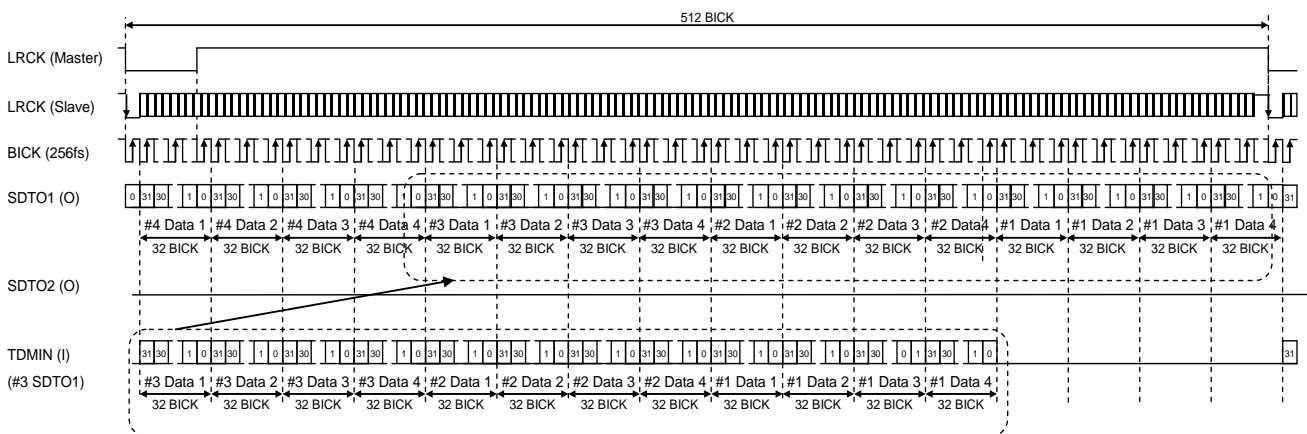 512 BICK
LRCK (Master)
LRCK (Slave)
BICK (256fs)
SDTO1 (O) 0 31 30 1 0 31 30 1 0 31 30 1 0 31 30 1 0 31 30 1 0 31 30 1 0 31 30 1 0 31 30 1 0 31 30 1 0 31 30 1 0 31 30 0 1 31 30 1 0 31 30 1 0 31 30 1 0 31 30 1 0 31 30 1 0 31
#4 Data 1 #4 Data 2 #4 Data 3 #4 Data 4 #3 Data 1 #3 Data 2 #3 Data 3 #3 Data 4 #2 Data 1 #2 Data 2 #2 Data 3 #2 Data 4 #1 Data 1 #1 Data 2 #1 Data 3 #1 Data 4
32 BICK 32 BICK 32 BICK 32 BICK 32 BICK 32 BICK 32 BICK 32 BICK 32 BICK 32 BICK 32 BICK 32 BICK 32 BICK 32 BICK 32 BICK 32 BICK
SDTO2 (O)
TDMIN (I) 31 30 1 0 31 30 1 0 31 30 1 0 31 30 1 0 31 30 1 0 31 30 1 0 31 30 1 0 31 30 1 0 31 30 1 0 31 30 1 0 31 30 0 1 31 30 1 0 31
(#3 SDTO1) #3 Data 1 #3 Data 2 #3 Data 3 #3 Data 4 #2 Data 1 #2 Data 2 #2 Data 3 #2 Data 4 #1 Data 1 #1 Data 2 #1 Data 3 #1 Data 4
32 BICK 32 BICK 32 BICK 32 BICK 32 BICK 32 BICK 32 BICK 32 BICK 32 BICK 32 BICK 32 BICK 32 BICK